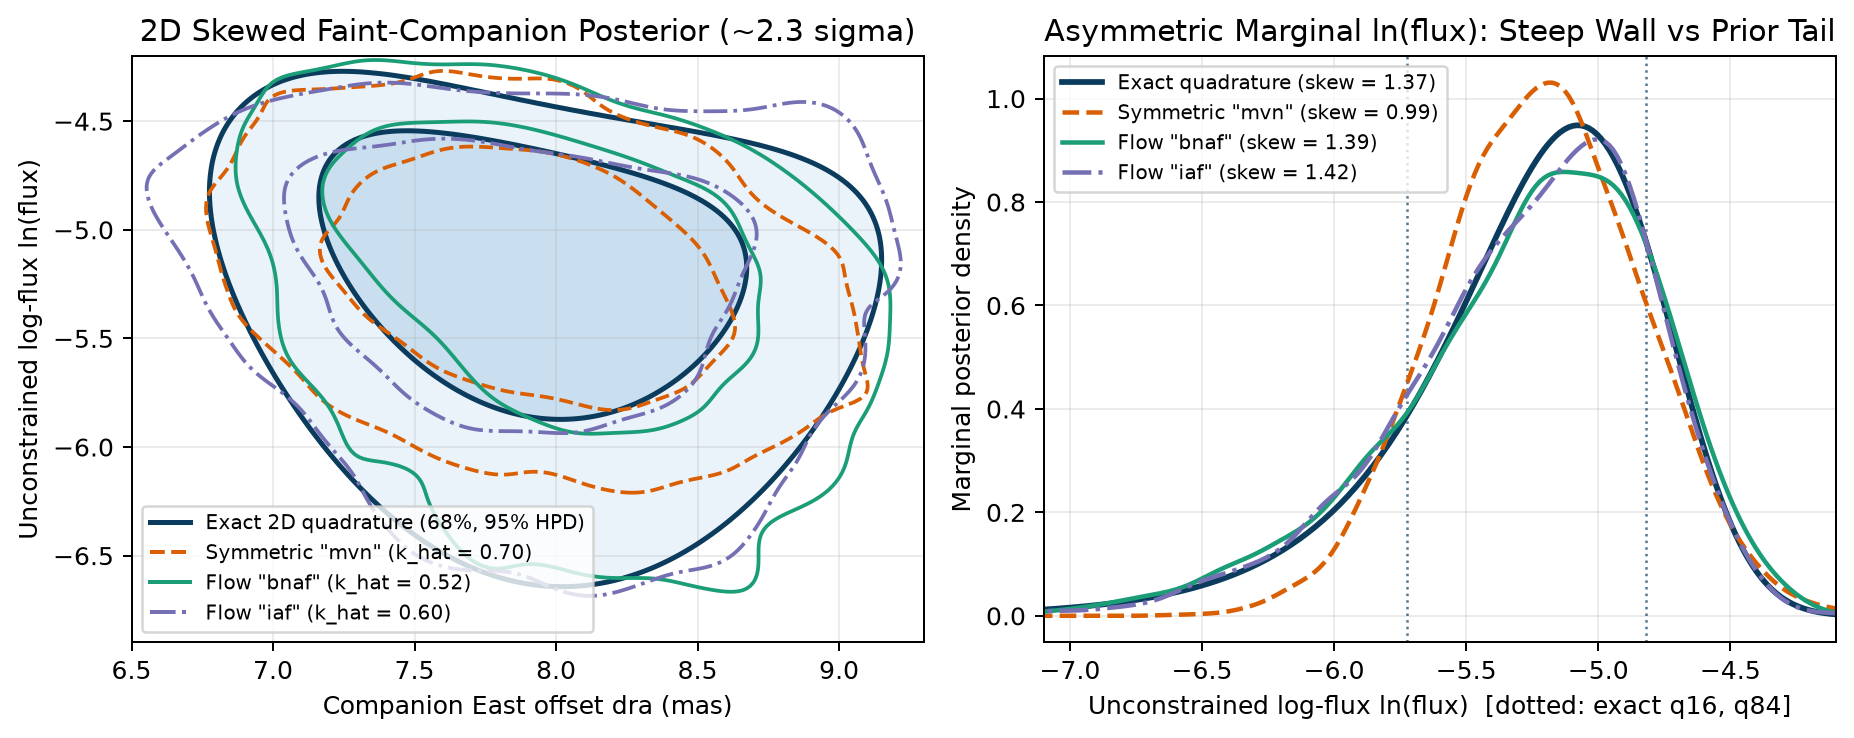 2D Skewed Faint-Companion Posterior (~2.3 sigma)
Unconstrained log-flux ln(flux)
−4.5
−5.0
−5.5
−6.0
−6.5
Exact 2D quadrature (68%, 95% HPD)
Symmetric "mvn" (k_hat = 0.70)
Flow "bnaf" (k_hat = 0.52)
Flow "iaf" (k_hat = 0.60)
6.5 7.0 7.5 8.0 8.5 9.0
Companion East offset dra (mas)
Asymmetric Marginal ln(flux): Steep Wall vs Prior Tail
Marginal posterior density
1.0
0.8
0.6
0.4
0.2
0.0
Exact quadrature (skew = 1.37)
Symmetric "mvn" (skew = 0.99)
Flow "bnaf" (skew = 1.39)
Flow "iaf" (skew = 1.42)
−7.0 −6.5 −6.0 −5.5 −5.0 −4.5
Unconstrained log-flux ln(flux) [dotted: exact q16, q84]